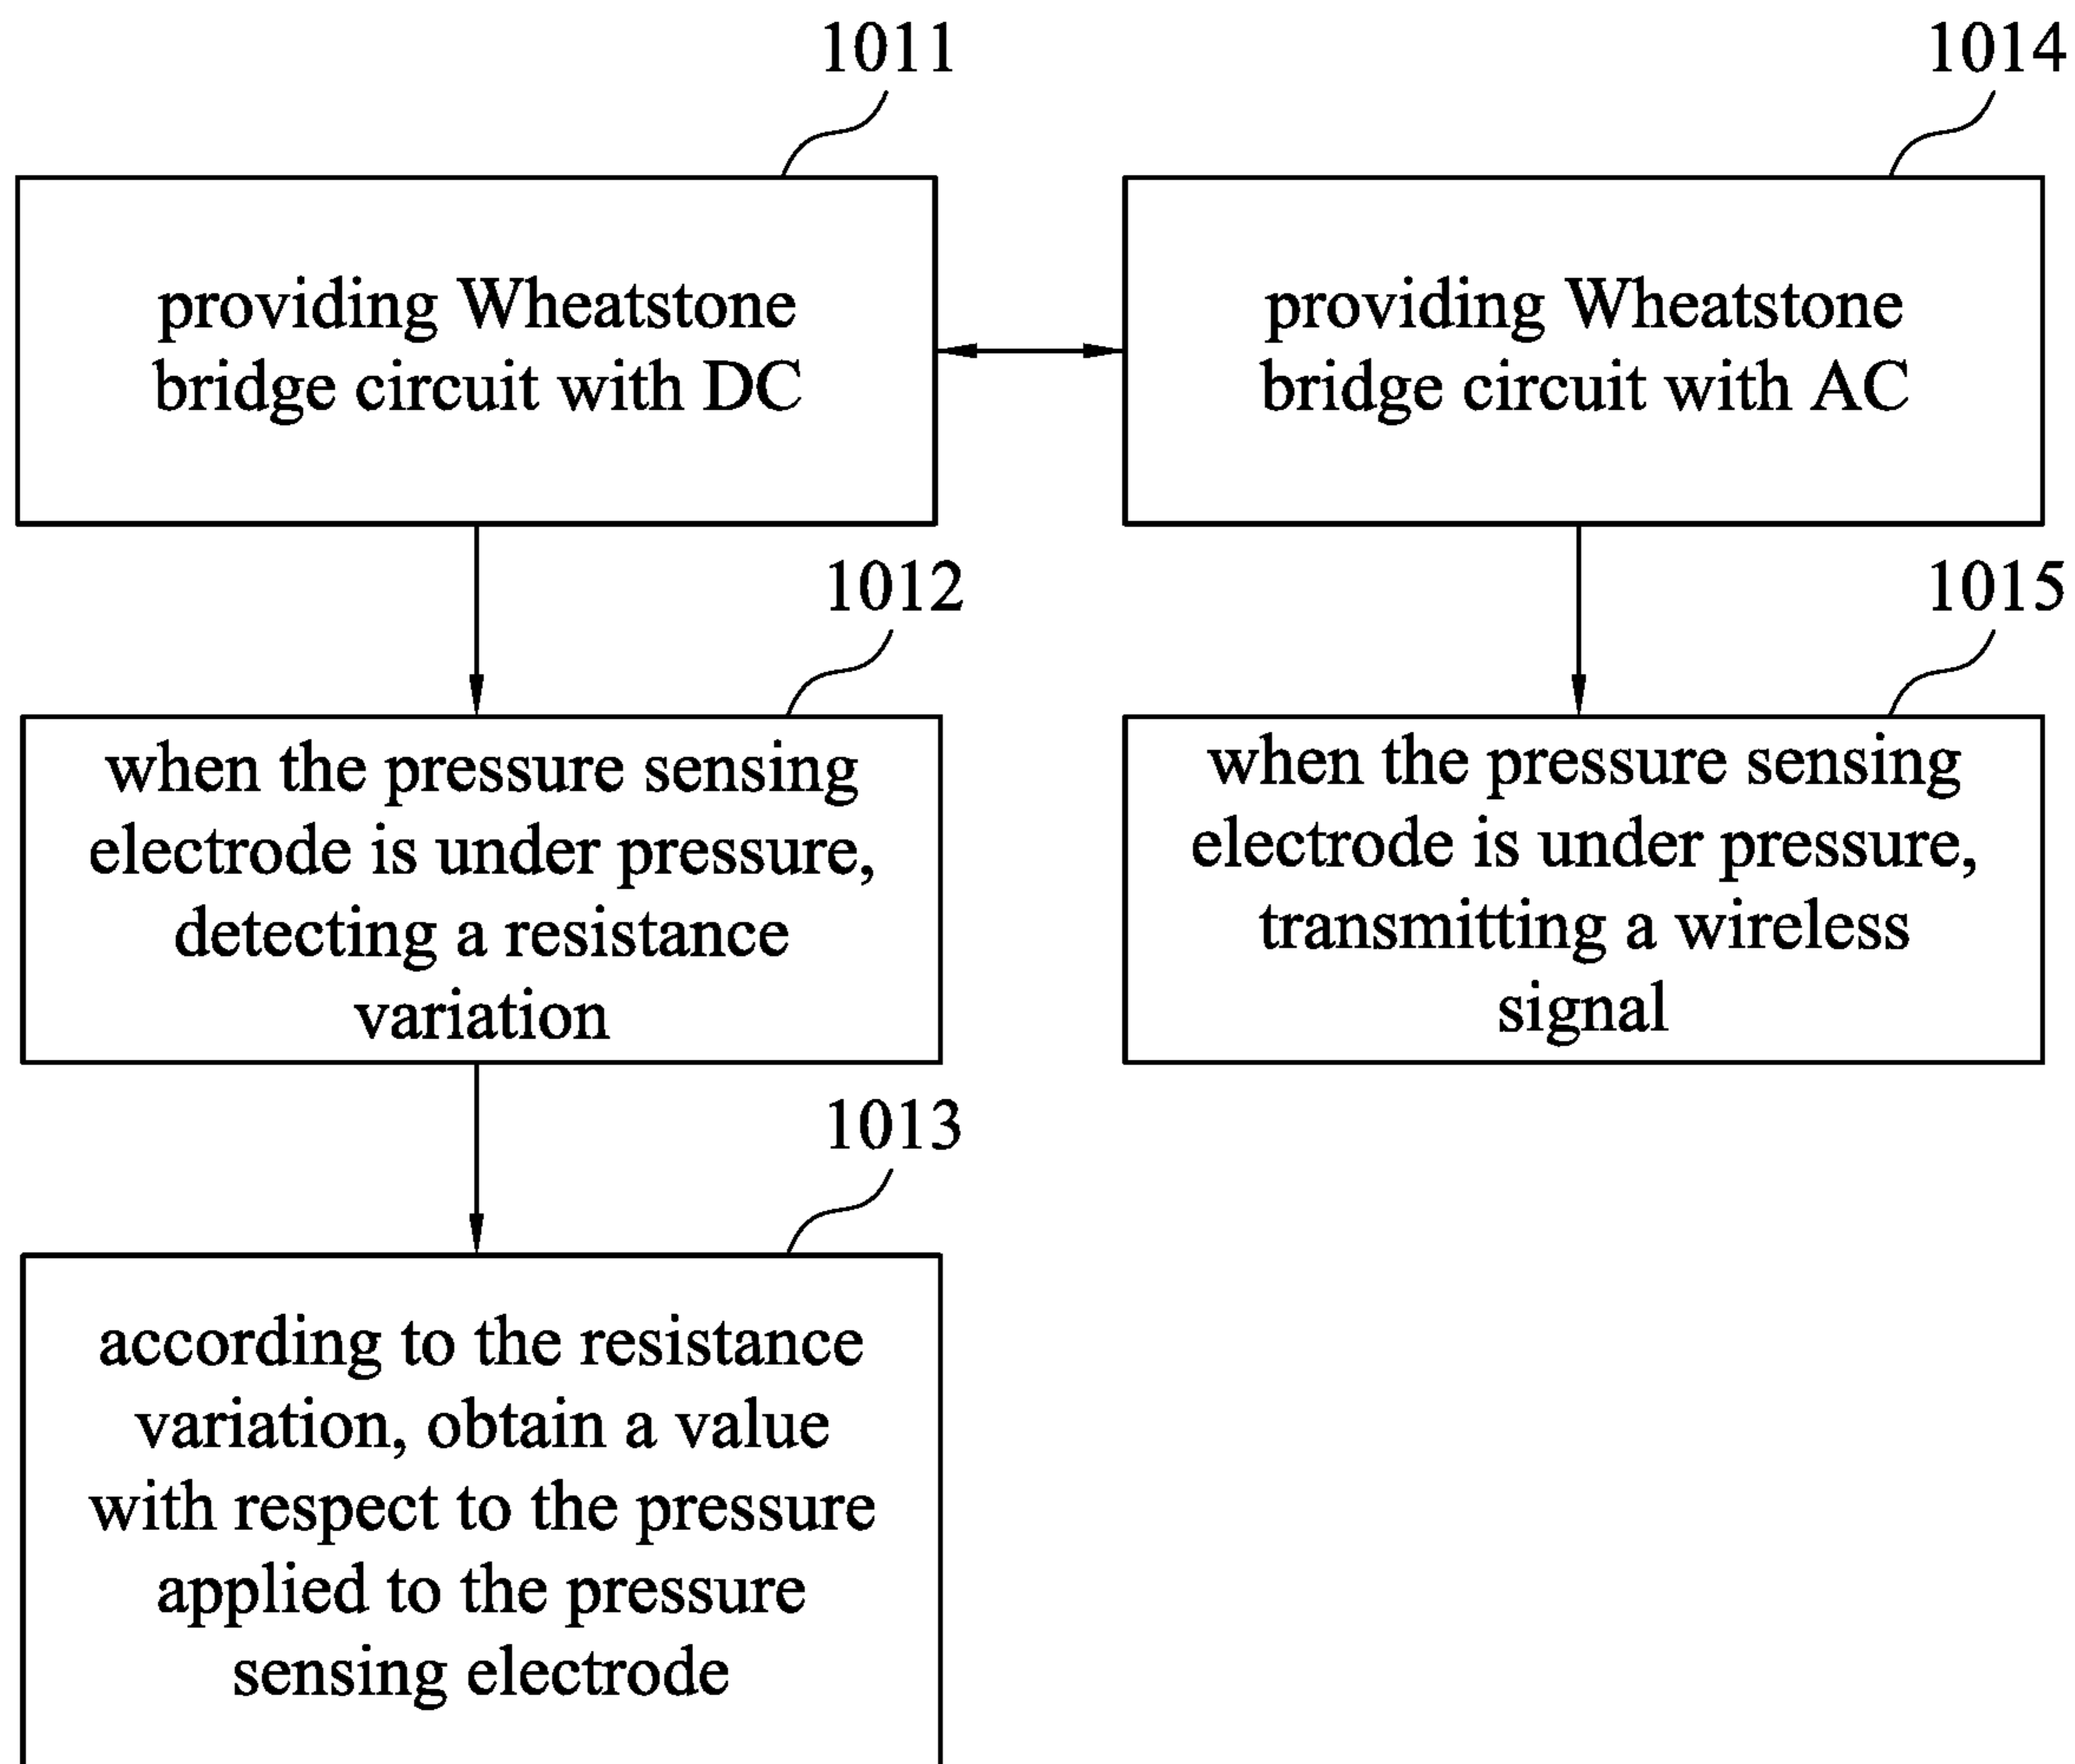 1011
providing Wheatstone
bridge circuit with DC
1014
providing Wheatstone
bridge circuit with AC
1012
when the pressure sensing
electrode is under pressure,
detecting a resistance
variation
1015
when the pressure sensing
electrode is under pressure,
transmitting a wireless
signal
1013
according to the resistance
variation, obtain a value
with respect to the pressure
applied to the pressure
sensing electrode